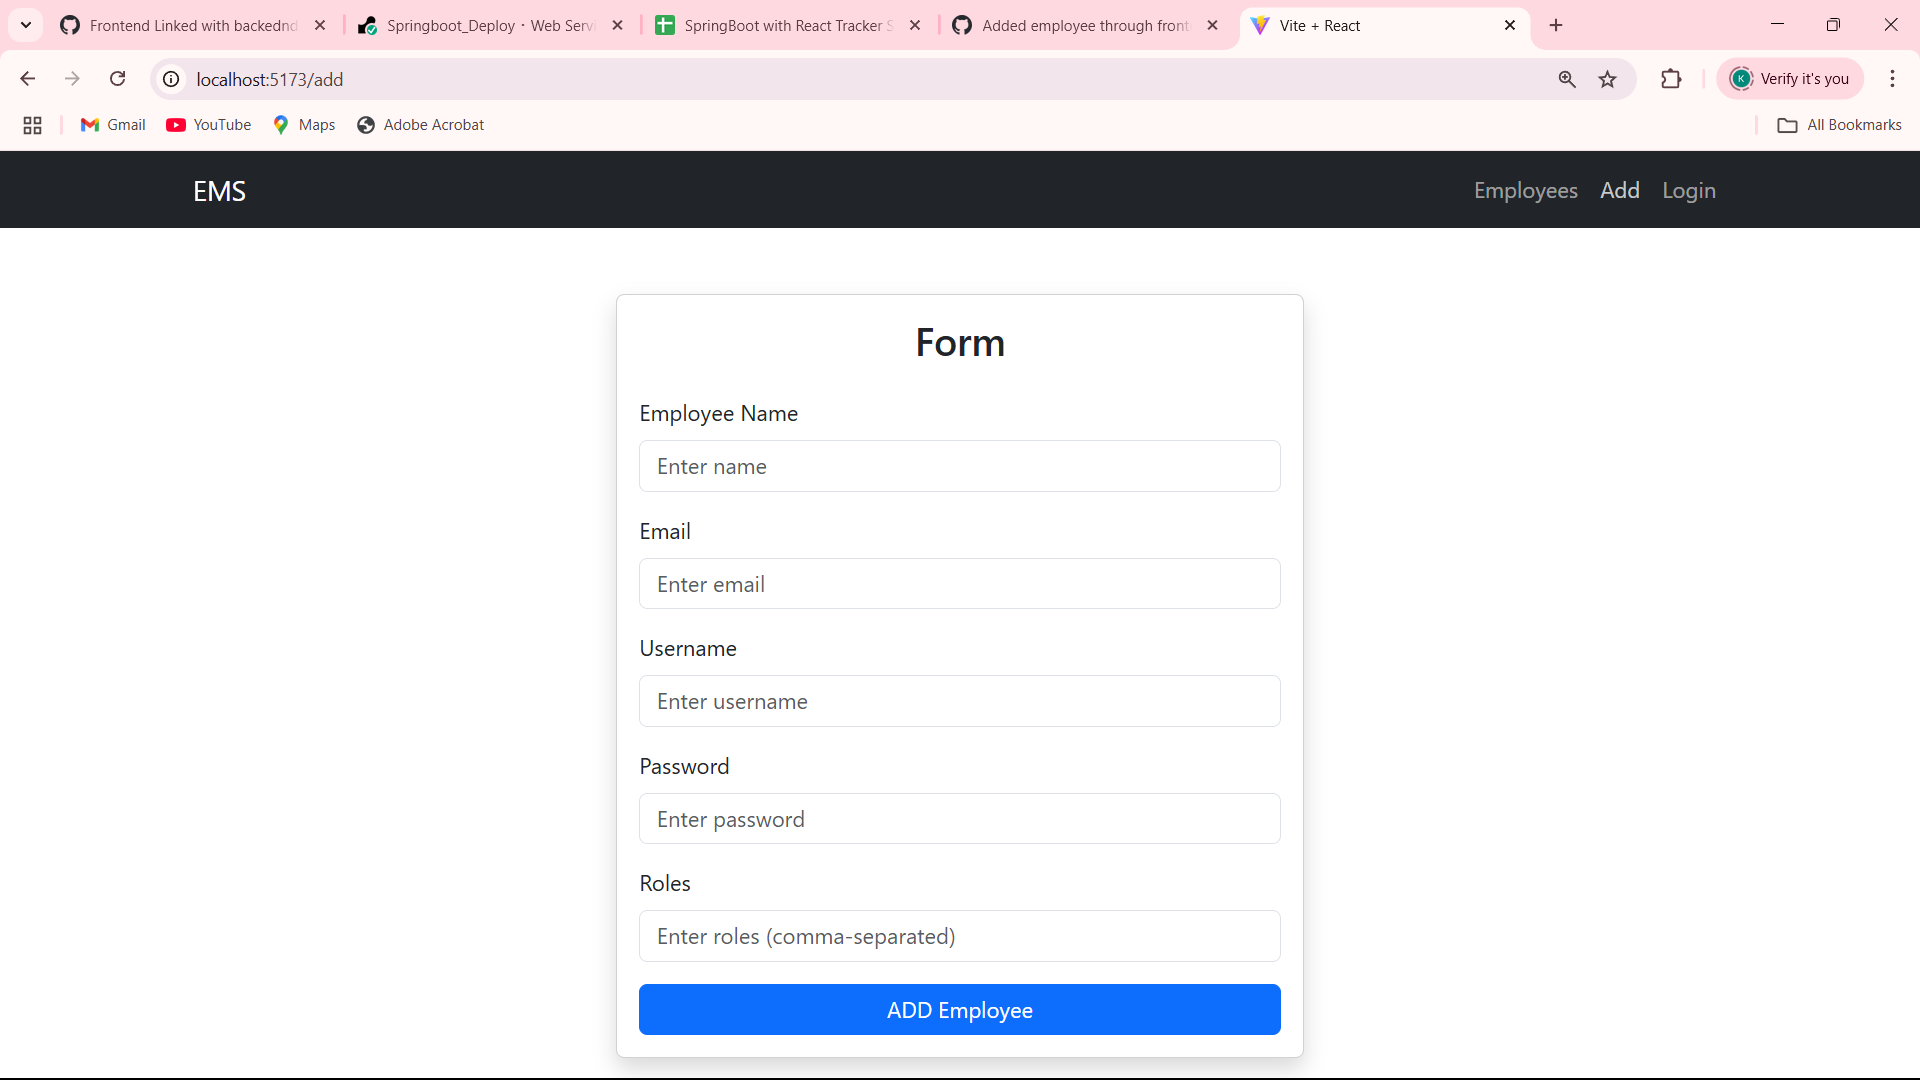 Frontend Linked with backednd
Springboot_Deploy · Web Servi
SpringBoot with React Tracker S
Added employee through front
Vite + React
localhost:5173/add
K
Verify it's you
Gmail
YouTube
Maps
Adobe Acrobat
All Bookmarks
EMS
Employees
Add
Login
Form
Employee Name
Enter name
Email
Enter email
Username
Enter username
Password
Enter password
Roles
Enter roles (comma-separated)
ADD Employee